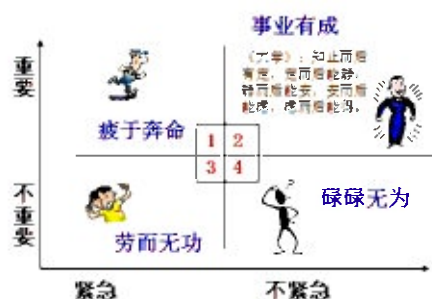 事业有成
《大学》：知止而后
有定，定而后能静，
静而后能安，安而后
能虑，虑而后能得。
重要
疲于奔命
1 2
3 4
不重要
劳而无功
碌碌无为
紧急
不紧急